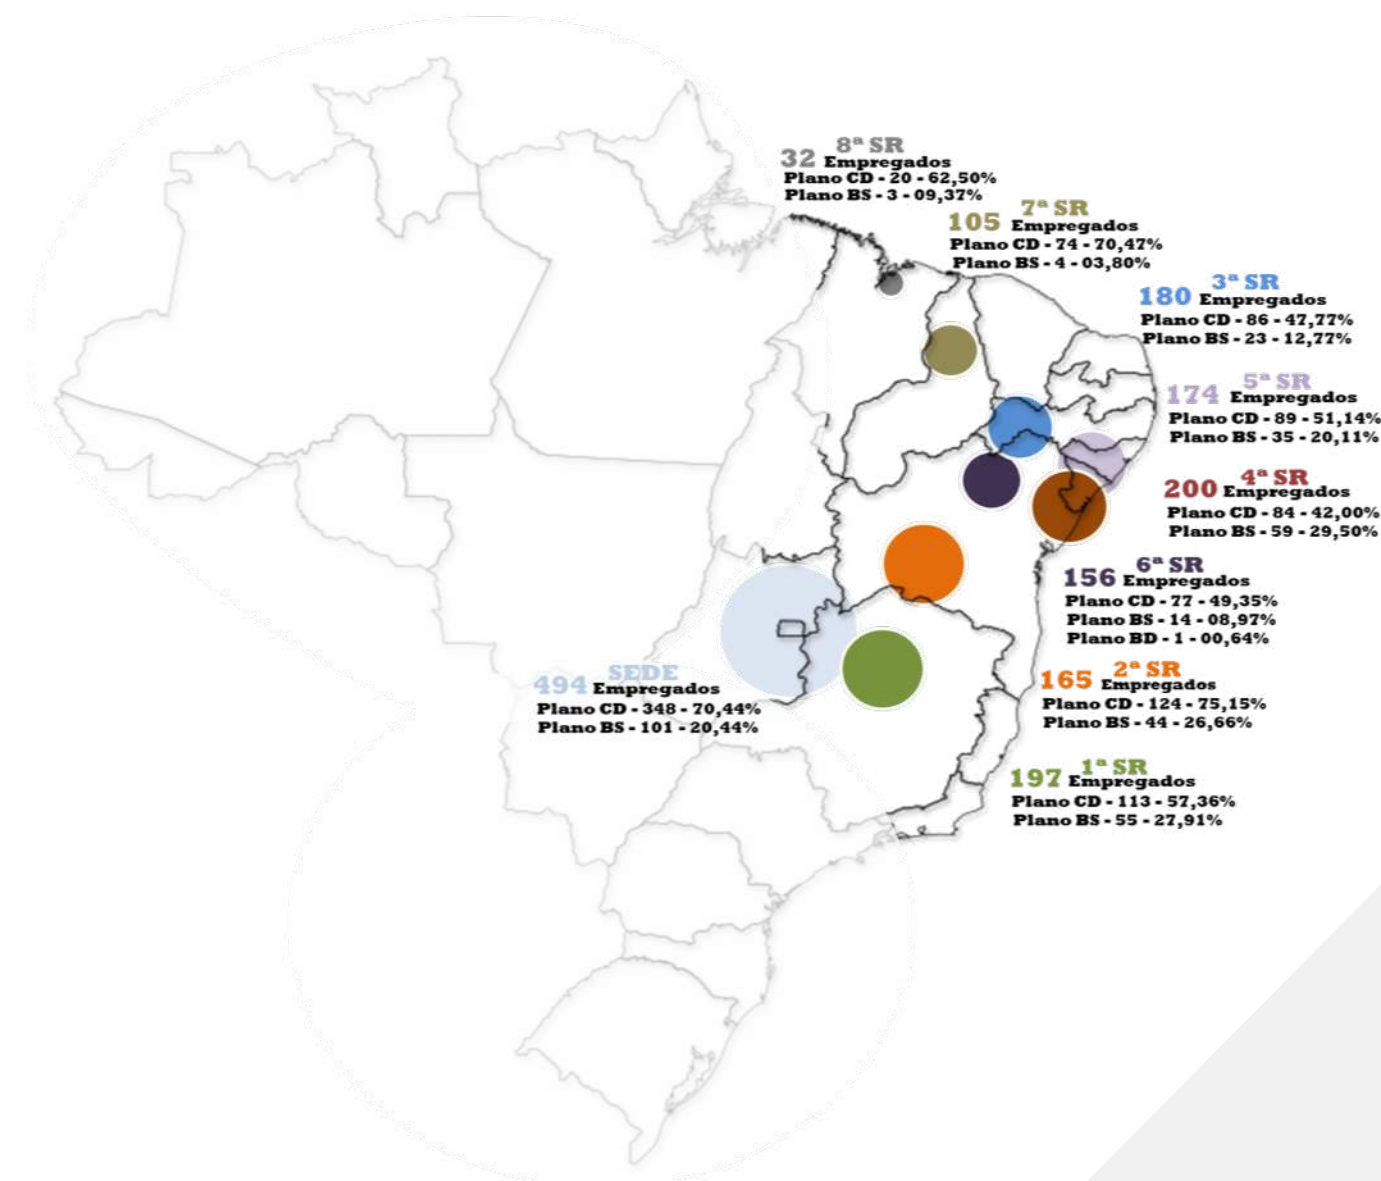 8ª SR
32 Empregados
Plano CD - 20 - 62,50%
Plano BS - 3 - 09,37%
7ª SR
105 Empregados
Plano CD - 74 - 70,47%
Plano BS - 4 - 03,80%
3ª SR
180 Empregados
Plano CD - 86 - 47,77%
Plano BS - 23 - 12,77%
5ª SR
174 Empregados
Plano CD - 89 - 51,14%
Plano BS - 35 - 20,11%
4ª SR
200 Empregados
Plano CD - 84 - 42,00%
Plano BS - 59 - 29,50%
6ª SR
156 Empregados
Plano CD - 77 - 49,35%
Plano BS - 14 - 08,97%
Plano BD - 1 - 00,64%
SEDE
494 Empregados
Plano CD - 348 - 70,44%
Plano BS - 101 - 20,44%
2ª SR
165 Empregados
Plano CD - 124 - 75,15%
Plano BS - 44 - 26,66%
1ª SR
197 Empregados
Plano CD - 113 - 57,36%
Plano BS - 55 - 27,91%